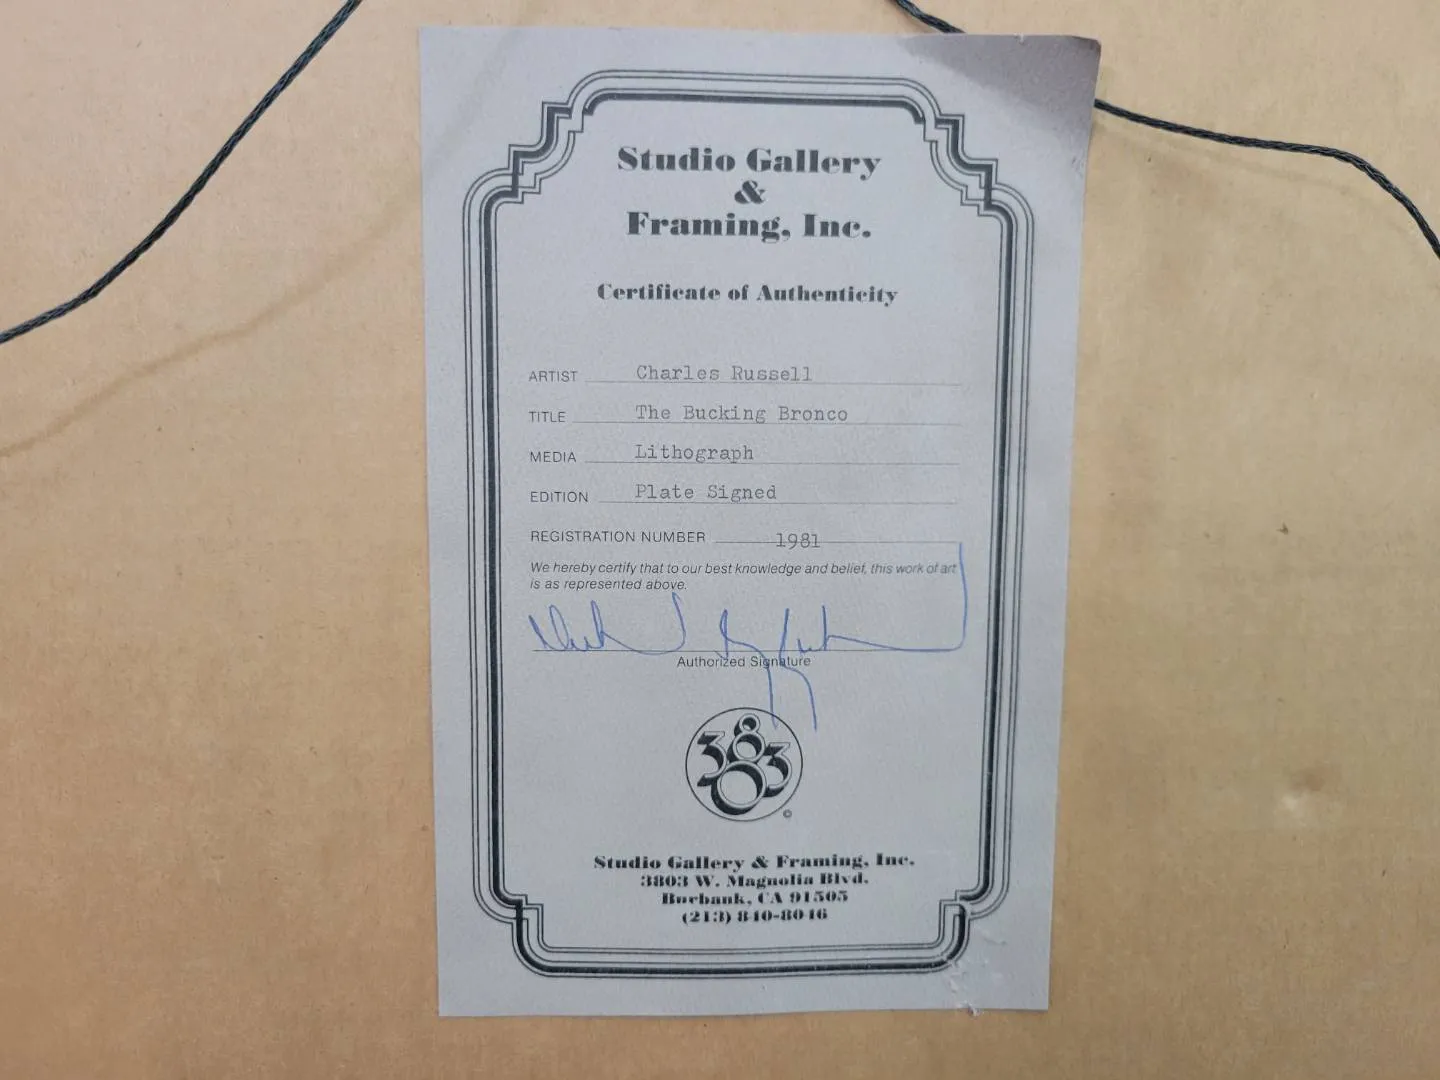 Studio Gallery
&
Framing, Inc.
Certificate of Authenticity
ARTIST Charles Russell
TITLE The Bucking Bronco
MEDIA Lithograph
EDITION Plate Signed
REGISTRATION NUMBER 1981
We hereby certify that to our best knowledge and belief, this work of art
is as represented above.
Authorized Signature
3803
©
Studio Gallery & Framing, Inc.
3803 W. Magnolia Blvd.
Burbank, CA 91505
(213) 840-8046